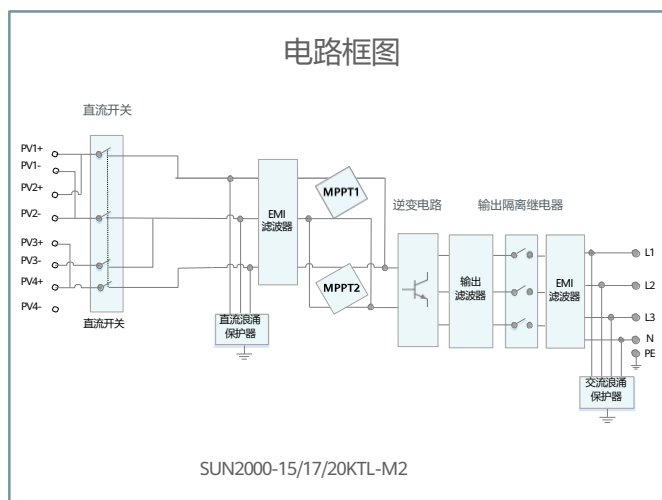 电路框图
直流开关
PV1+
PV1-
PV2+
PV2-
PV3+
PV3-
PV4+
PV4-
直流开关
EMI
滤波器
MPPT1
MPPT2
直流浪涌
保护器
逆变电路
输出隔离继电器
输出
滤波器
EMI
滤波器
L1
L2
L3
N
PE
交流浪涌
保护器
SUN2000-15/17/20KTL-M2